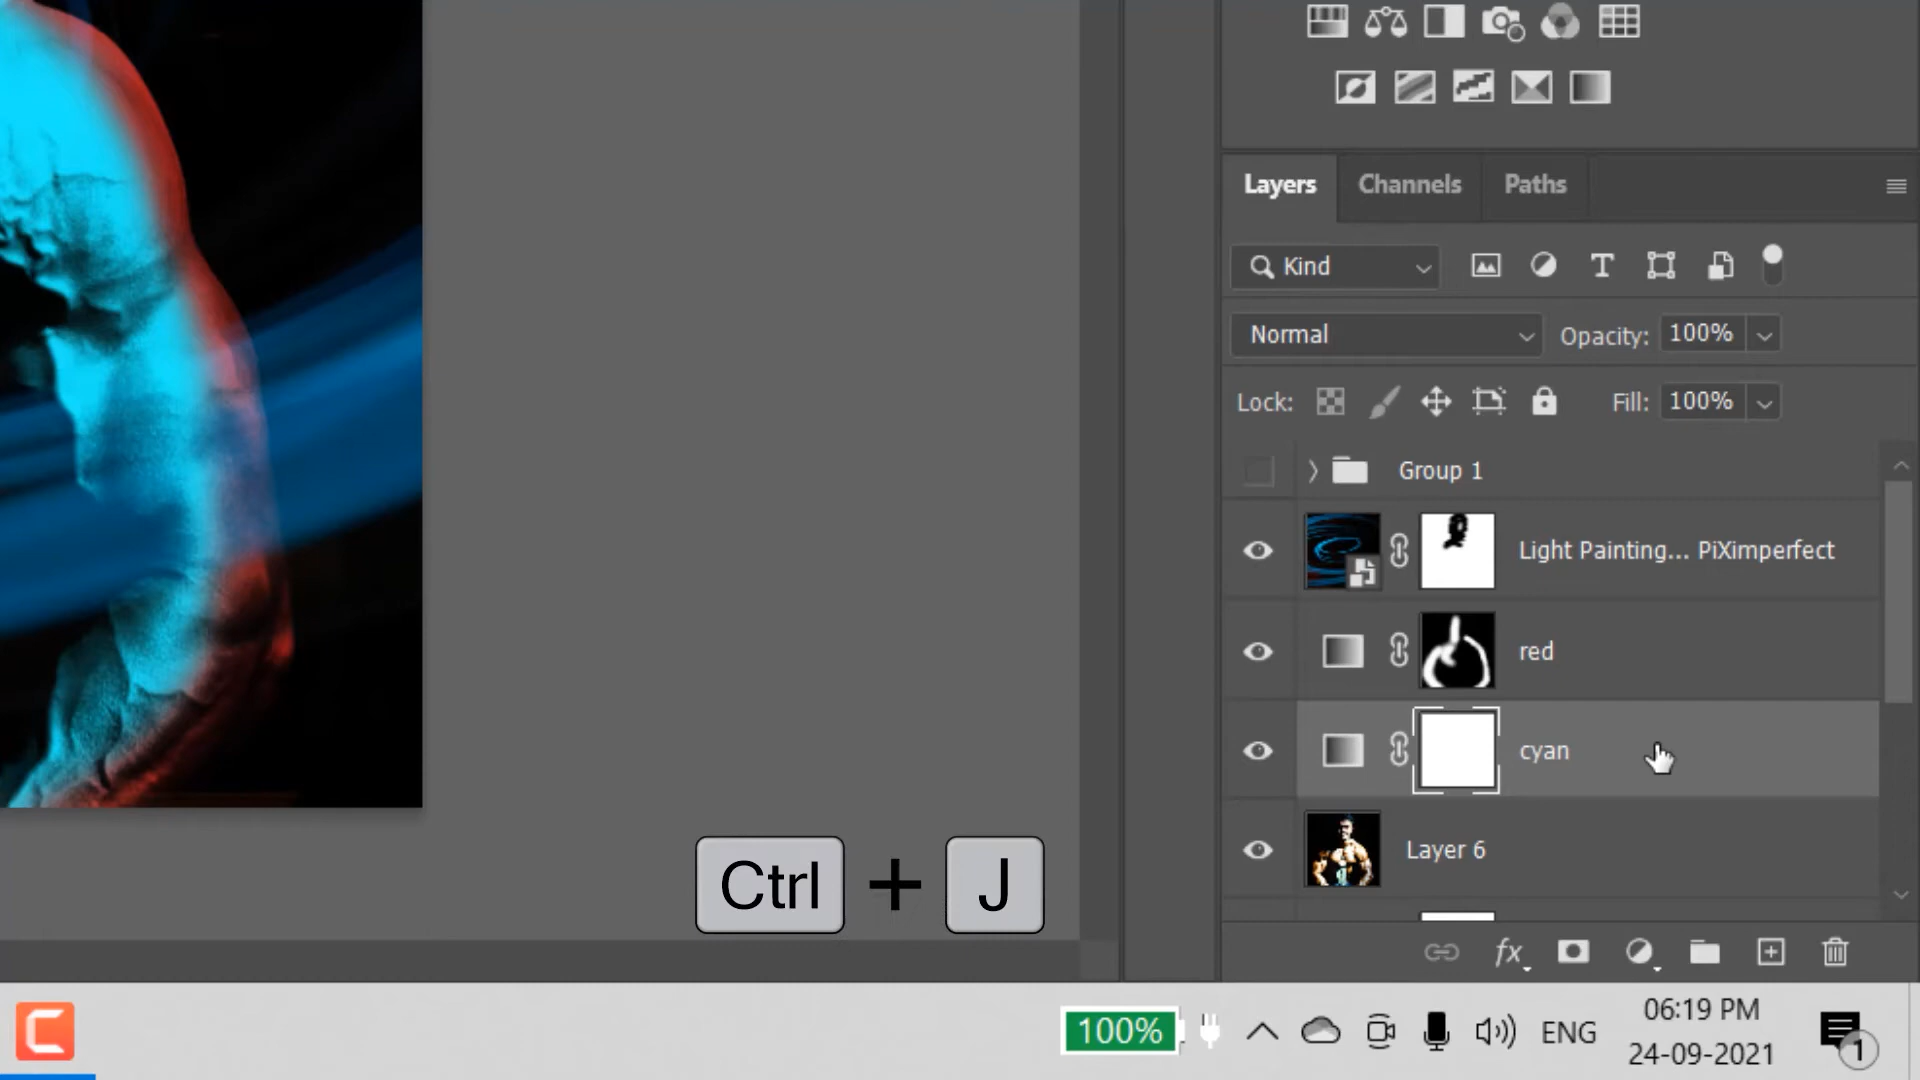 Layers Channels Paths
Kind
Normal Opacity: 100%
Lock: Fill: 100%
Group 1
Light Painting... PiXimperfect
red
cyan
Layer 6
fx
Ctrl + J
100% ENG
06:19 PM
24-09-2021
1